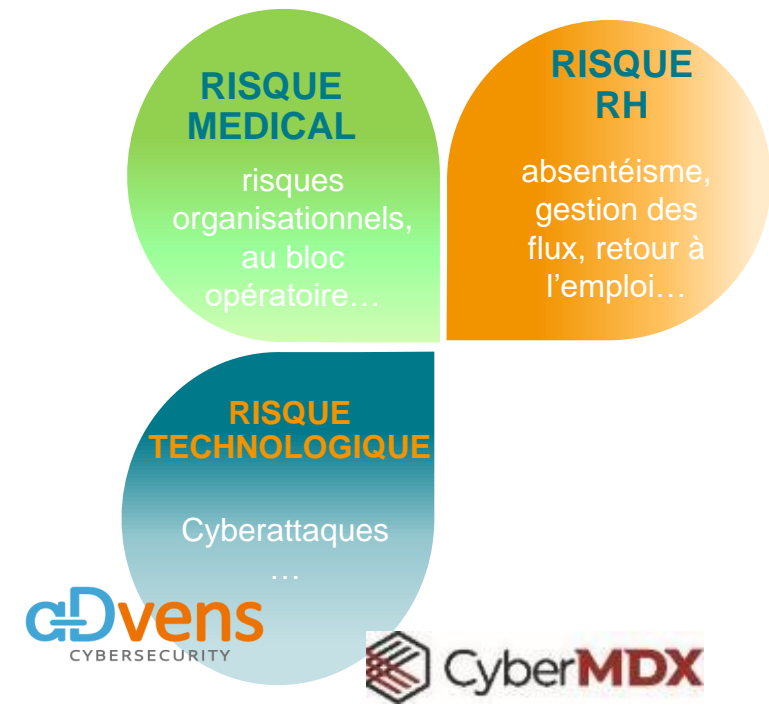 RISQUE
MEDICAL
risques
organisationnels,
au bloc
opératoire…
RISQUE
RH
absentéisme,
gestion des
flux, retour à
l’emploi…
RISQUE
TECHNOLOGIQUE
Cyberattaques
…
aDvens
CYBERSECURITY
CyberMDX